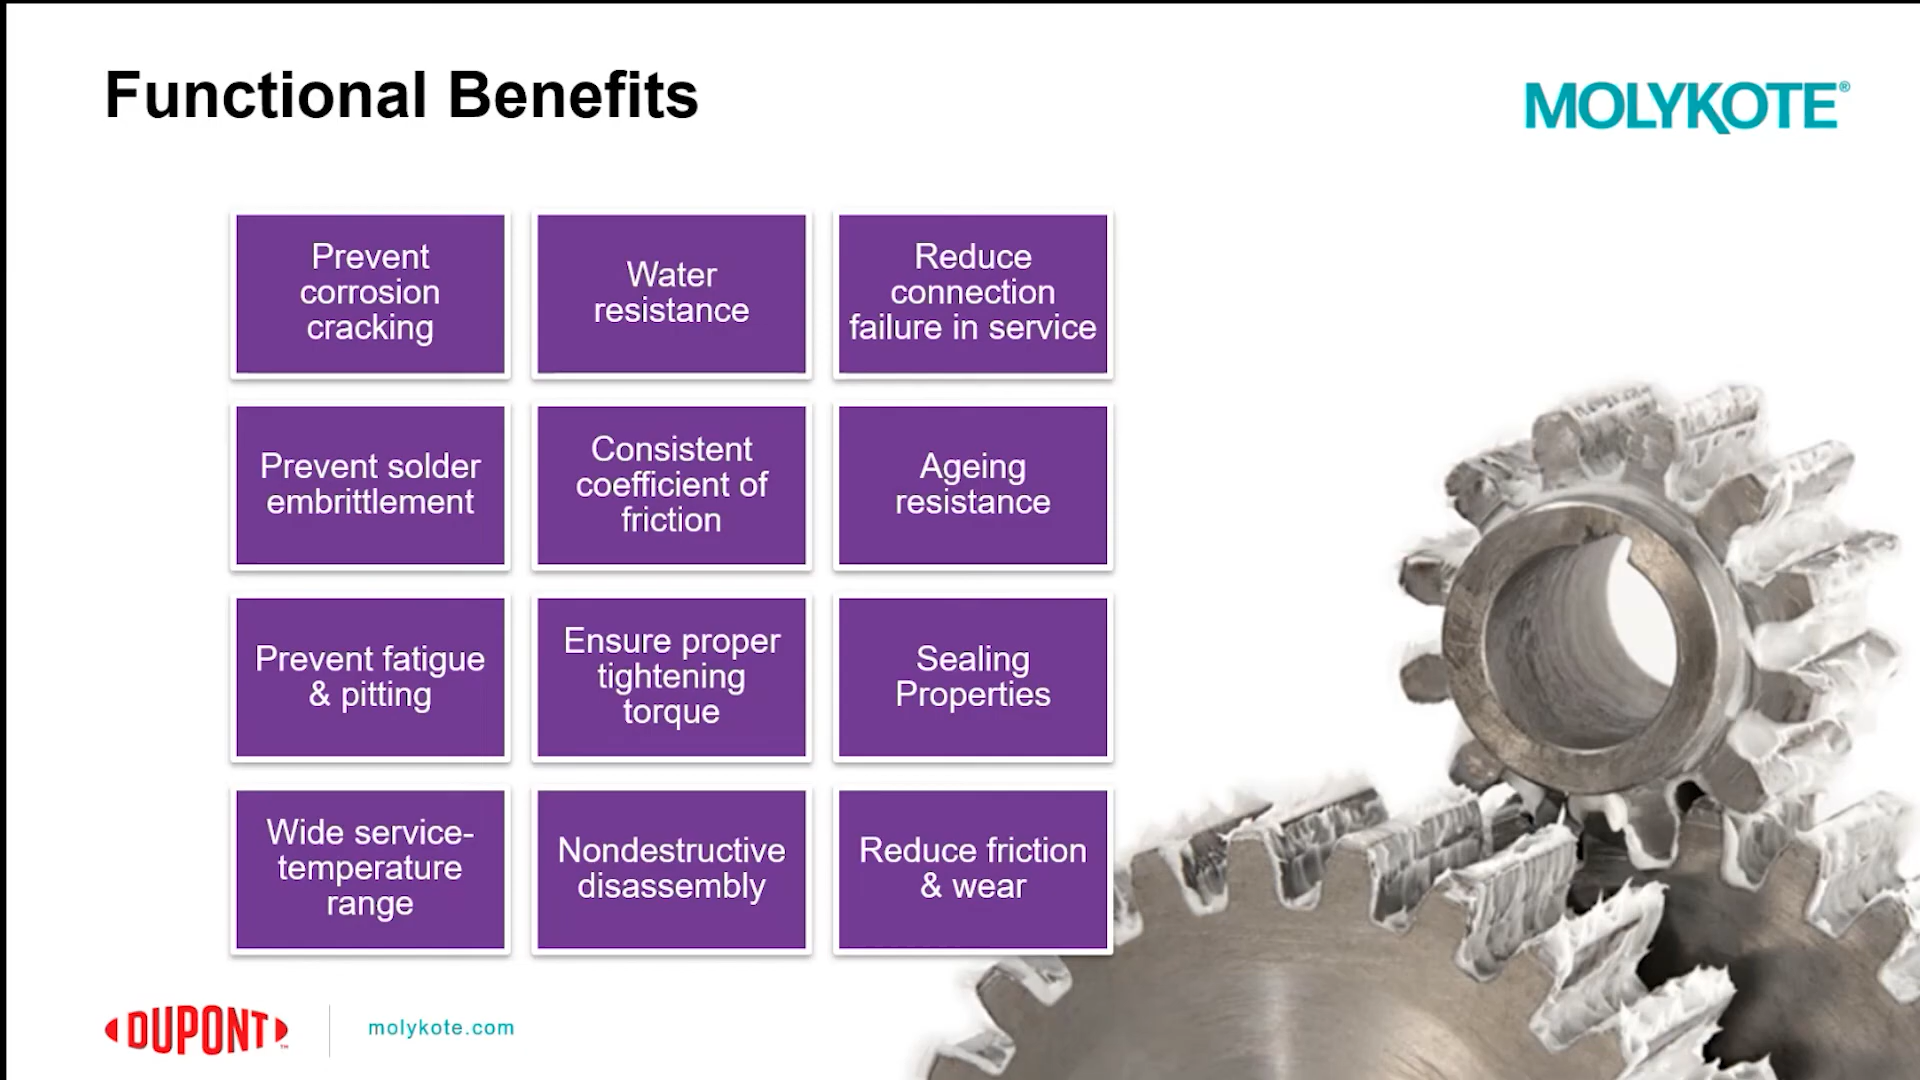 Functional Benefits
MOLYKOTE®
Prevent
corrosion
cracking
Water
resistance
Reduce
connection
failure in service
Prevent solder
embrittlement
Consistent
coefficient of
friction
Ageing
resistance
Prevent fatigue
& pitting
Ensure proper
tightening
torque
Sealing
Properties
Wide service-
temperature
range
Nondestructive
disassembly
Reduce friction
& wear
DUPONT™
molykote.com